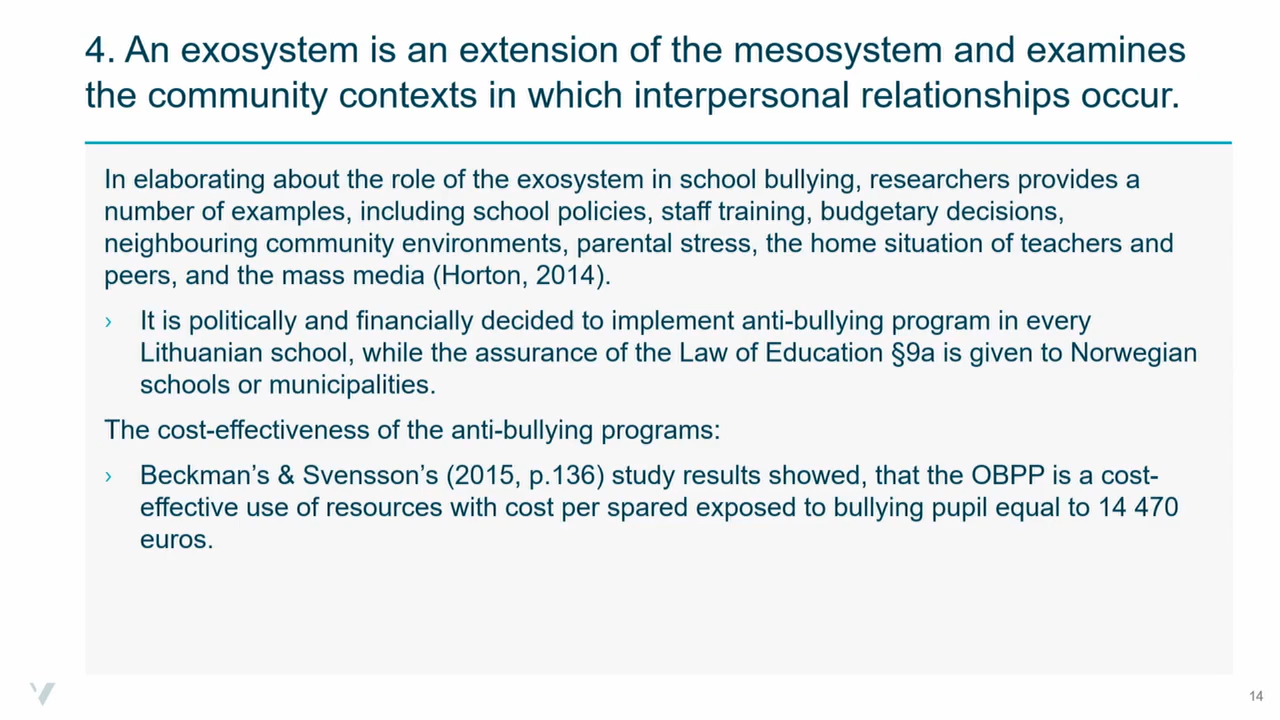 4. An exosystem is an extension of the mesosystem and examines
the community contexts in which interpersonal relationships occur.
In elaborating about the role of the exosystem in school bullying, researchers provides a
number of examples, including school policies, staff training, budgetary decisions,
neighbouring community environments, parental stress, the home situation of teachers and
peers, and the mass media (Horton, 2014).
› It is politically and financially decided to implement anti-bullying program in every
Lithuanian school, while the assurance of the Law of Education §9a is given to Norwegian
schools or municipalities.
The cost-effectiveness of the anti-bullying programs:
› Beckman’s & Svensson’s (2015, p.136) study results showed, that the OBPP is a cost-
effective use of resources with cost per spared exposed to bullying pupil equal to 14 470
euros.
14